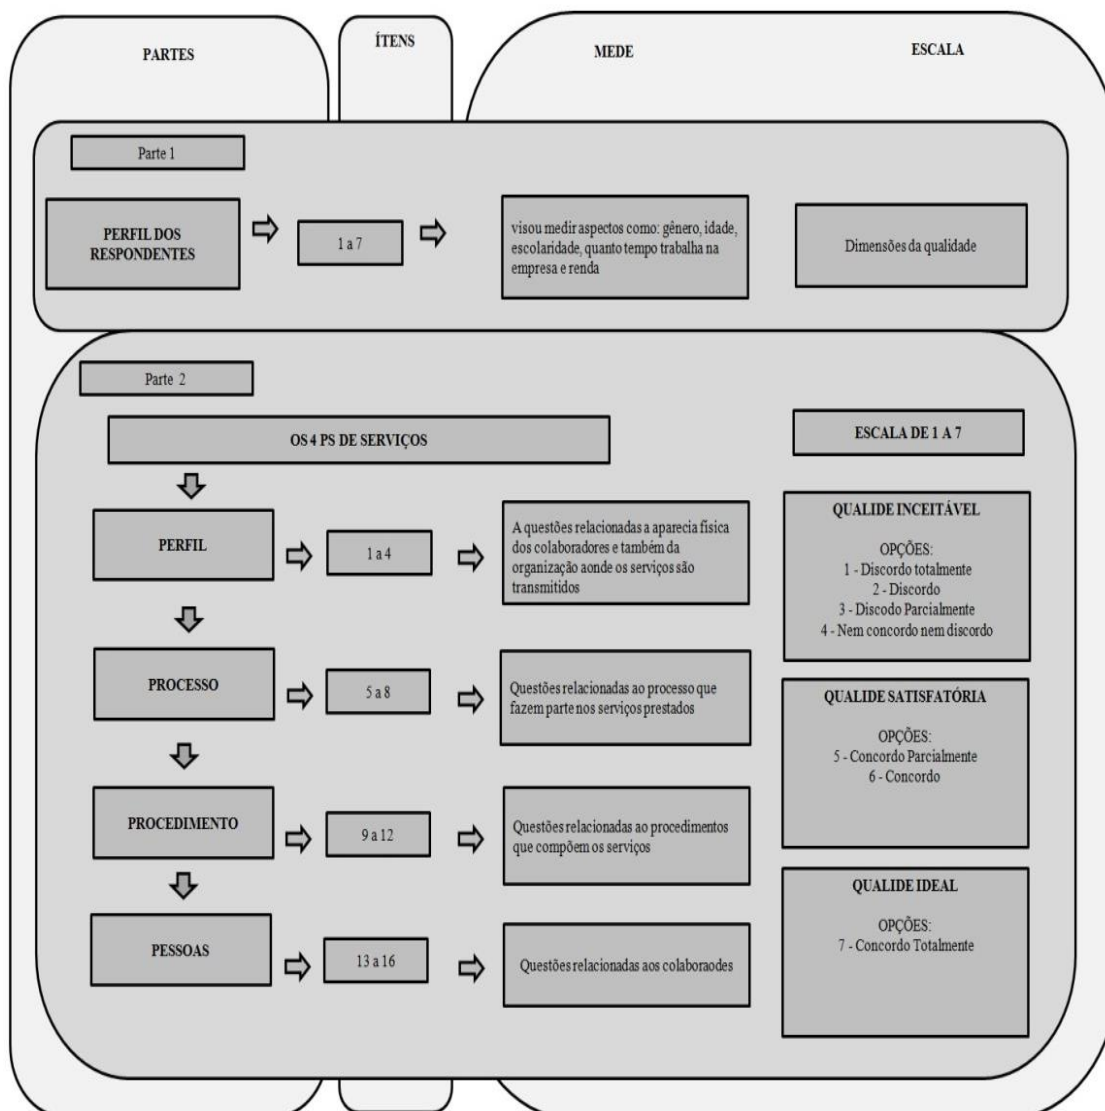 PARTES
ÍTENS
MEDE
ESCALA
Parte 1
PERFIL DOS
RESPONDENTES
1 a 7
visou medir aspectos como: gênero, idade,
escolaridade, quanto tempo trabalha na
empresa e renda
Dimensões da qualidade
Parte 2
OS 4 PS DE SERVIÇOS
ESCALA DE 1 A 7
PERFIL
1 a 4
A questões relacionadas a aparecia física
dos colaboradores e também da
organização aonde os serviços são
transmitidos
QUALIDE INCEITÁVEL
OPÇÕES:
1 - Discordo totalmente
2 - Discordo
3 - Discodo Parcialmente
4 - Nem concordo nem discordo
PROCESSO
5 a 8
Questões relacionadas ao processo que
fazem parte nos serviços prestados
QUALIDE SATISFATÓRIA
OPÇÕES:
5 - Concordo Parcialmente
6 - Concordo
PROCEDIMENTO
9 a 12
Questões relacionadas ao procedimentos
que compõem os serviços
QUALIDE IDEAL
OPÇÕES:
7 - Concordo Totalmente
PESSOAS
13 a 16
Questões relacionadas aos colaboraodes